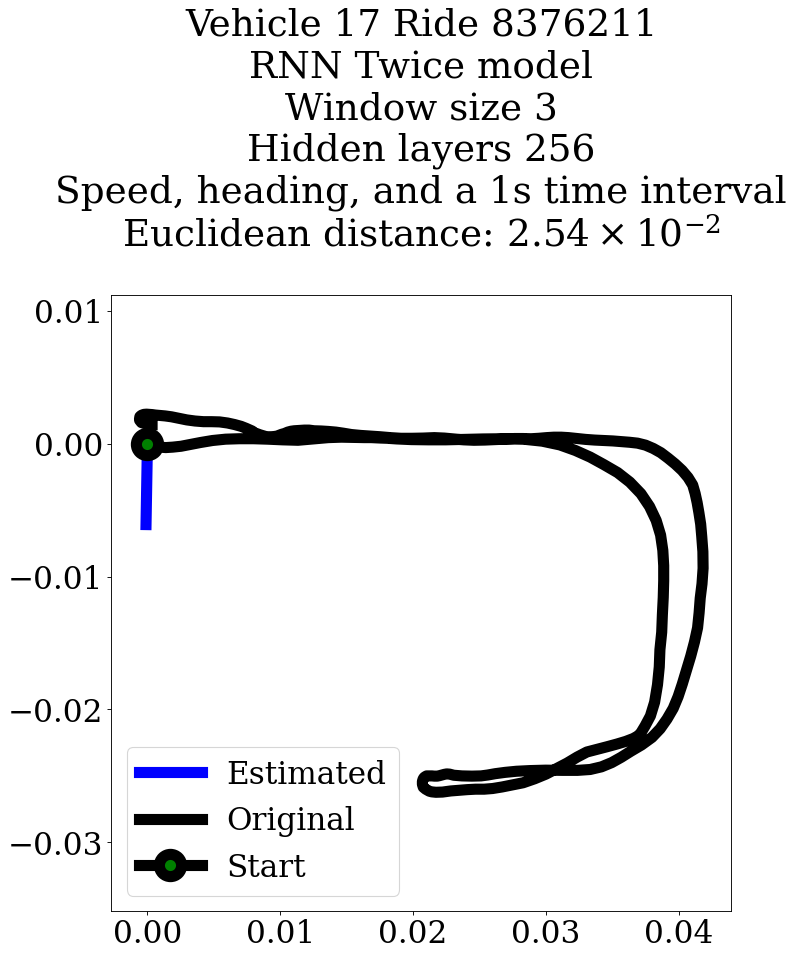 Vehicle 17 Ride 8376211
RNN Twice model
Window size 3
Hidden layers 256
Speed, heading, and a 1s time interval
Euclidean distance: 2.54 × 10⁻²
0.01
0.00
−0.01
−0.02
−0.03
Estimated
Original
Start
0.00 0.01 0.02 0.03 0.04